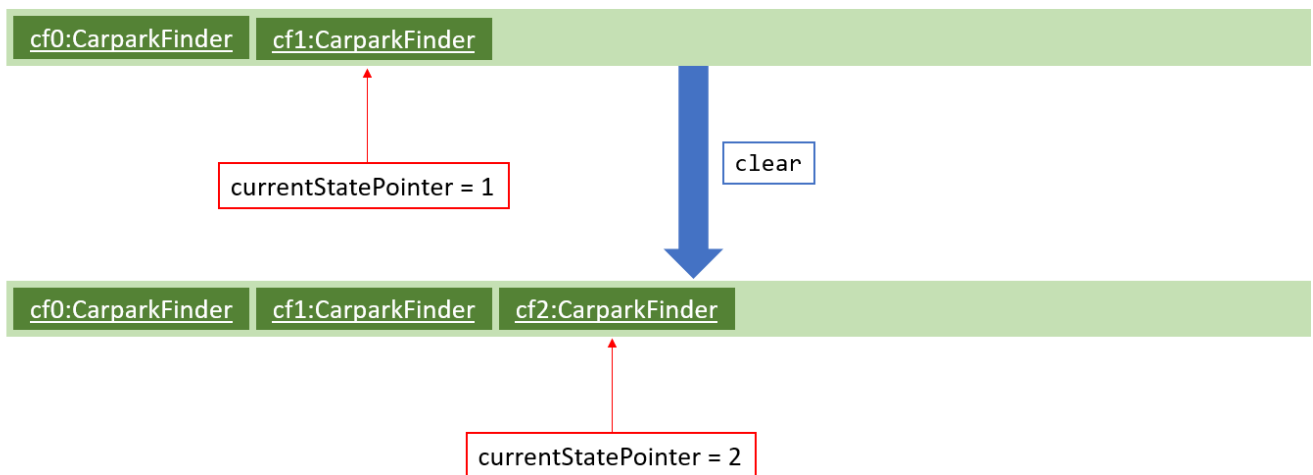 cf0:CarparkFinder cf1:CarparkFinder
currentStatePointer = 1
clear
cf0:CarparkFinder cf1:CarparkFinder cf2:CarparkFinder
currentStatePointer = 2